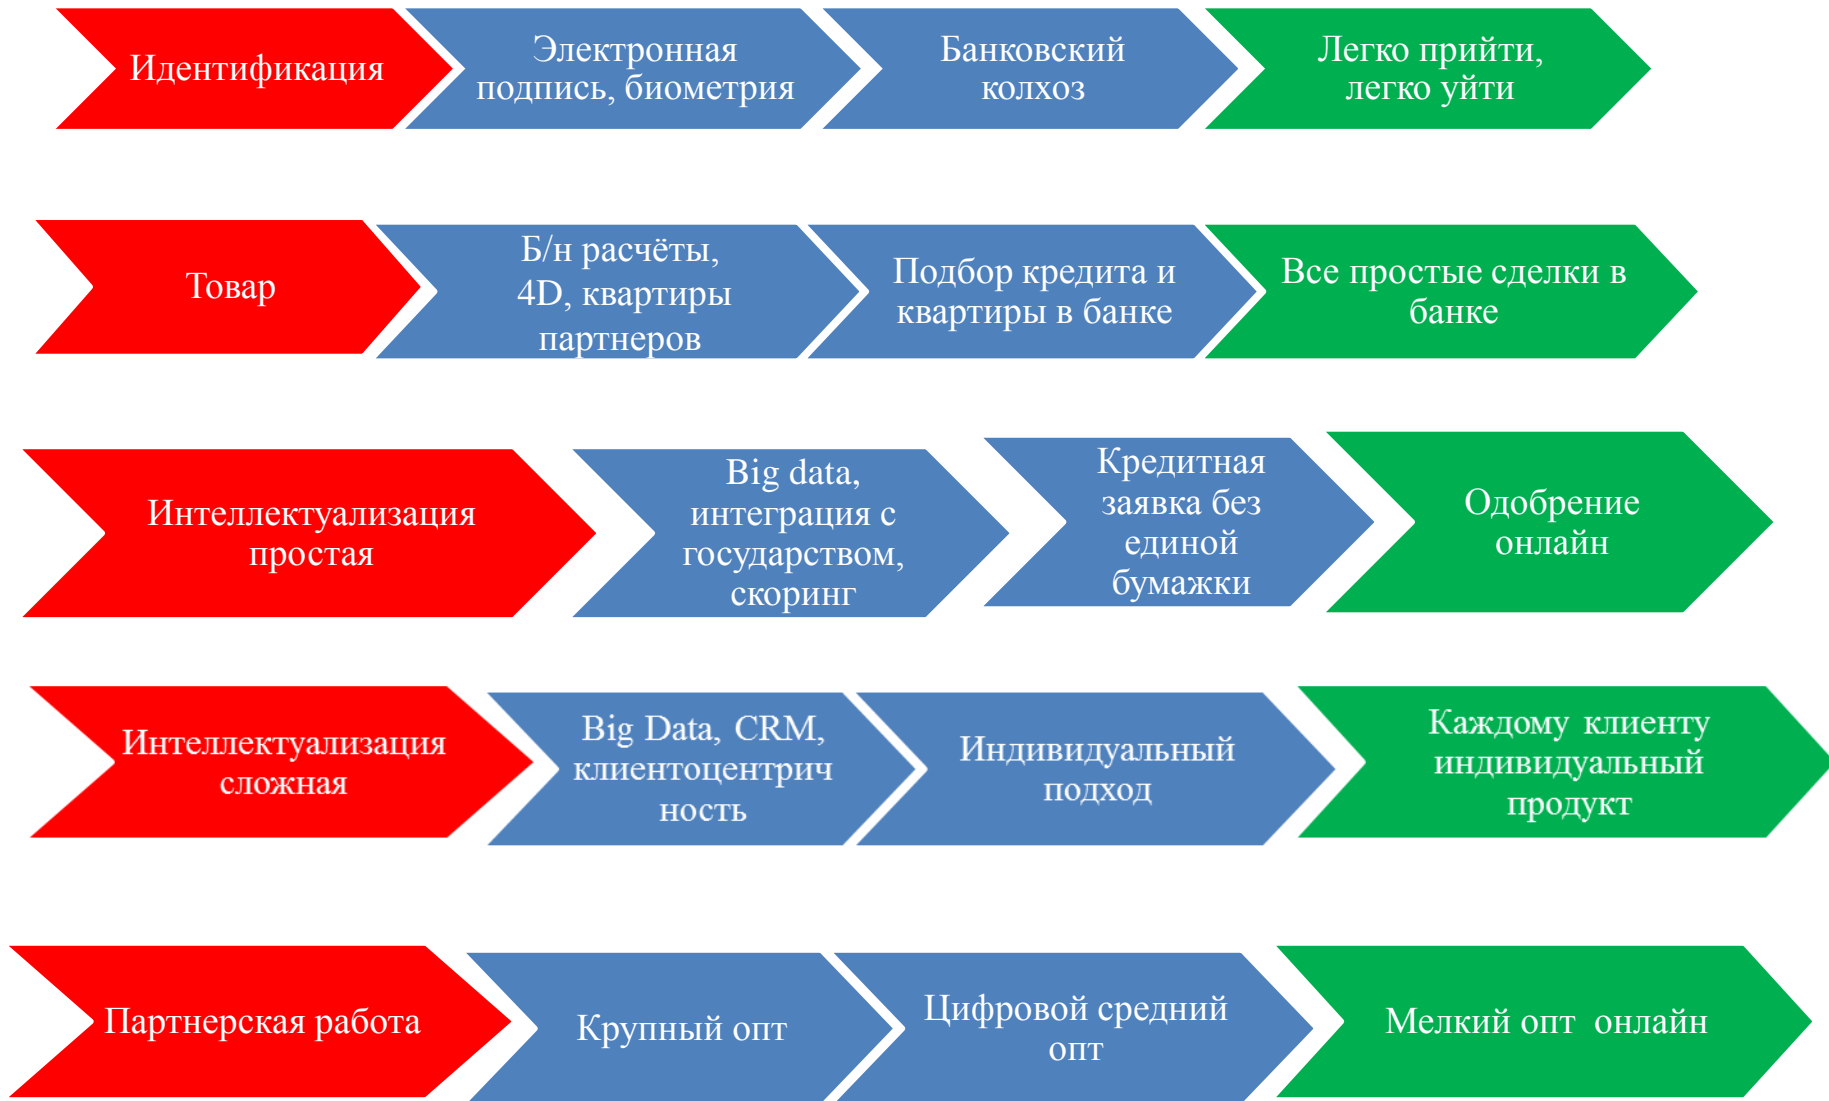 Идентификация
Электронная
подпись, биометрия
Банковский
колхоз
Легко прийти,
легко уйти
Товар
Б/н расчёты,
4D, квартиры
партнеров
Подбор кредита и
квартиры в банке
Все простые сделки в
банке
Интеллектуализация
простая
Big data,
интеграция с
государством,
скоринг
Кредитная
заявка без
единой
бумажки
Одобрение
онлайн
Интеллектуализация
сложная
Big Data, CRM,
клиентоцентрич
ность
Индивидуальный
подход
Каждому клиенту
индивидуальный
продукт
Партнерская работа
Крупный опт
Цифровой средний
опт
Мелкий опт онлайн